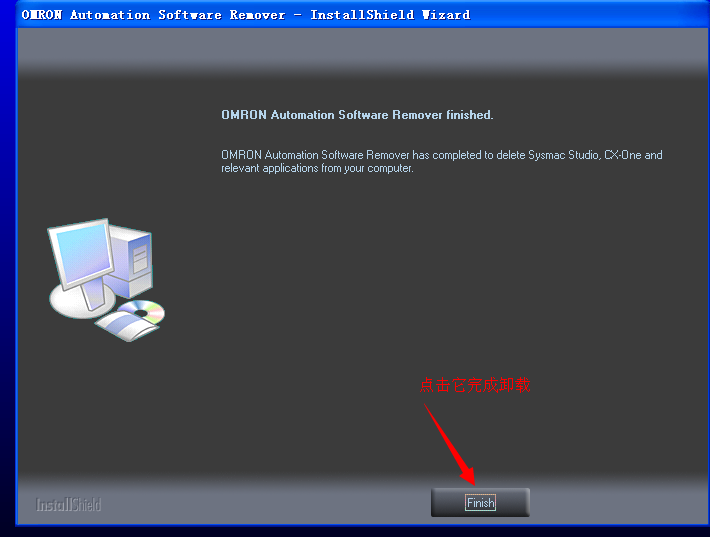 OMRON Automation Software Remover - InstallShield Wizard
OMRON Automation Software Remover finished.
OMRON Automation Software Remover has completed to delete Sysmac Studio, CX-One and
relevant applications from your computer.
点击它完成卸载
InstallShield
Finish